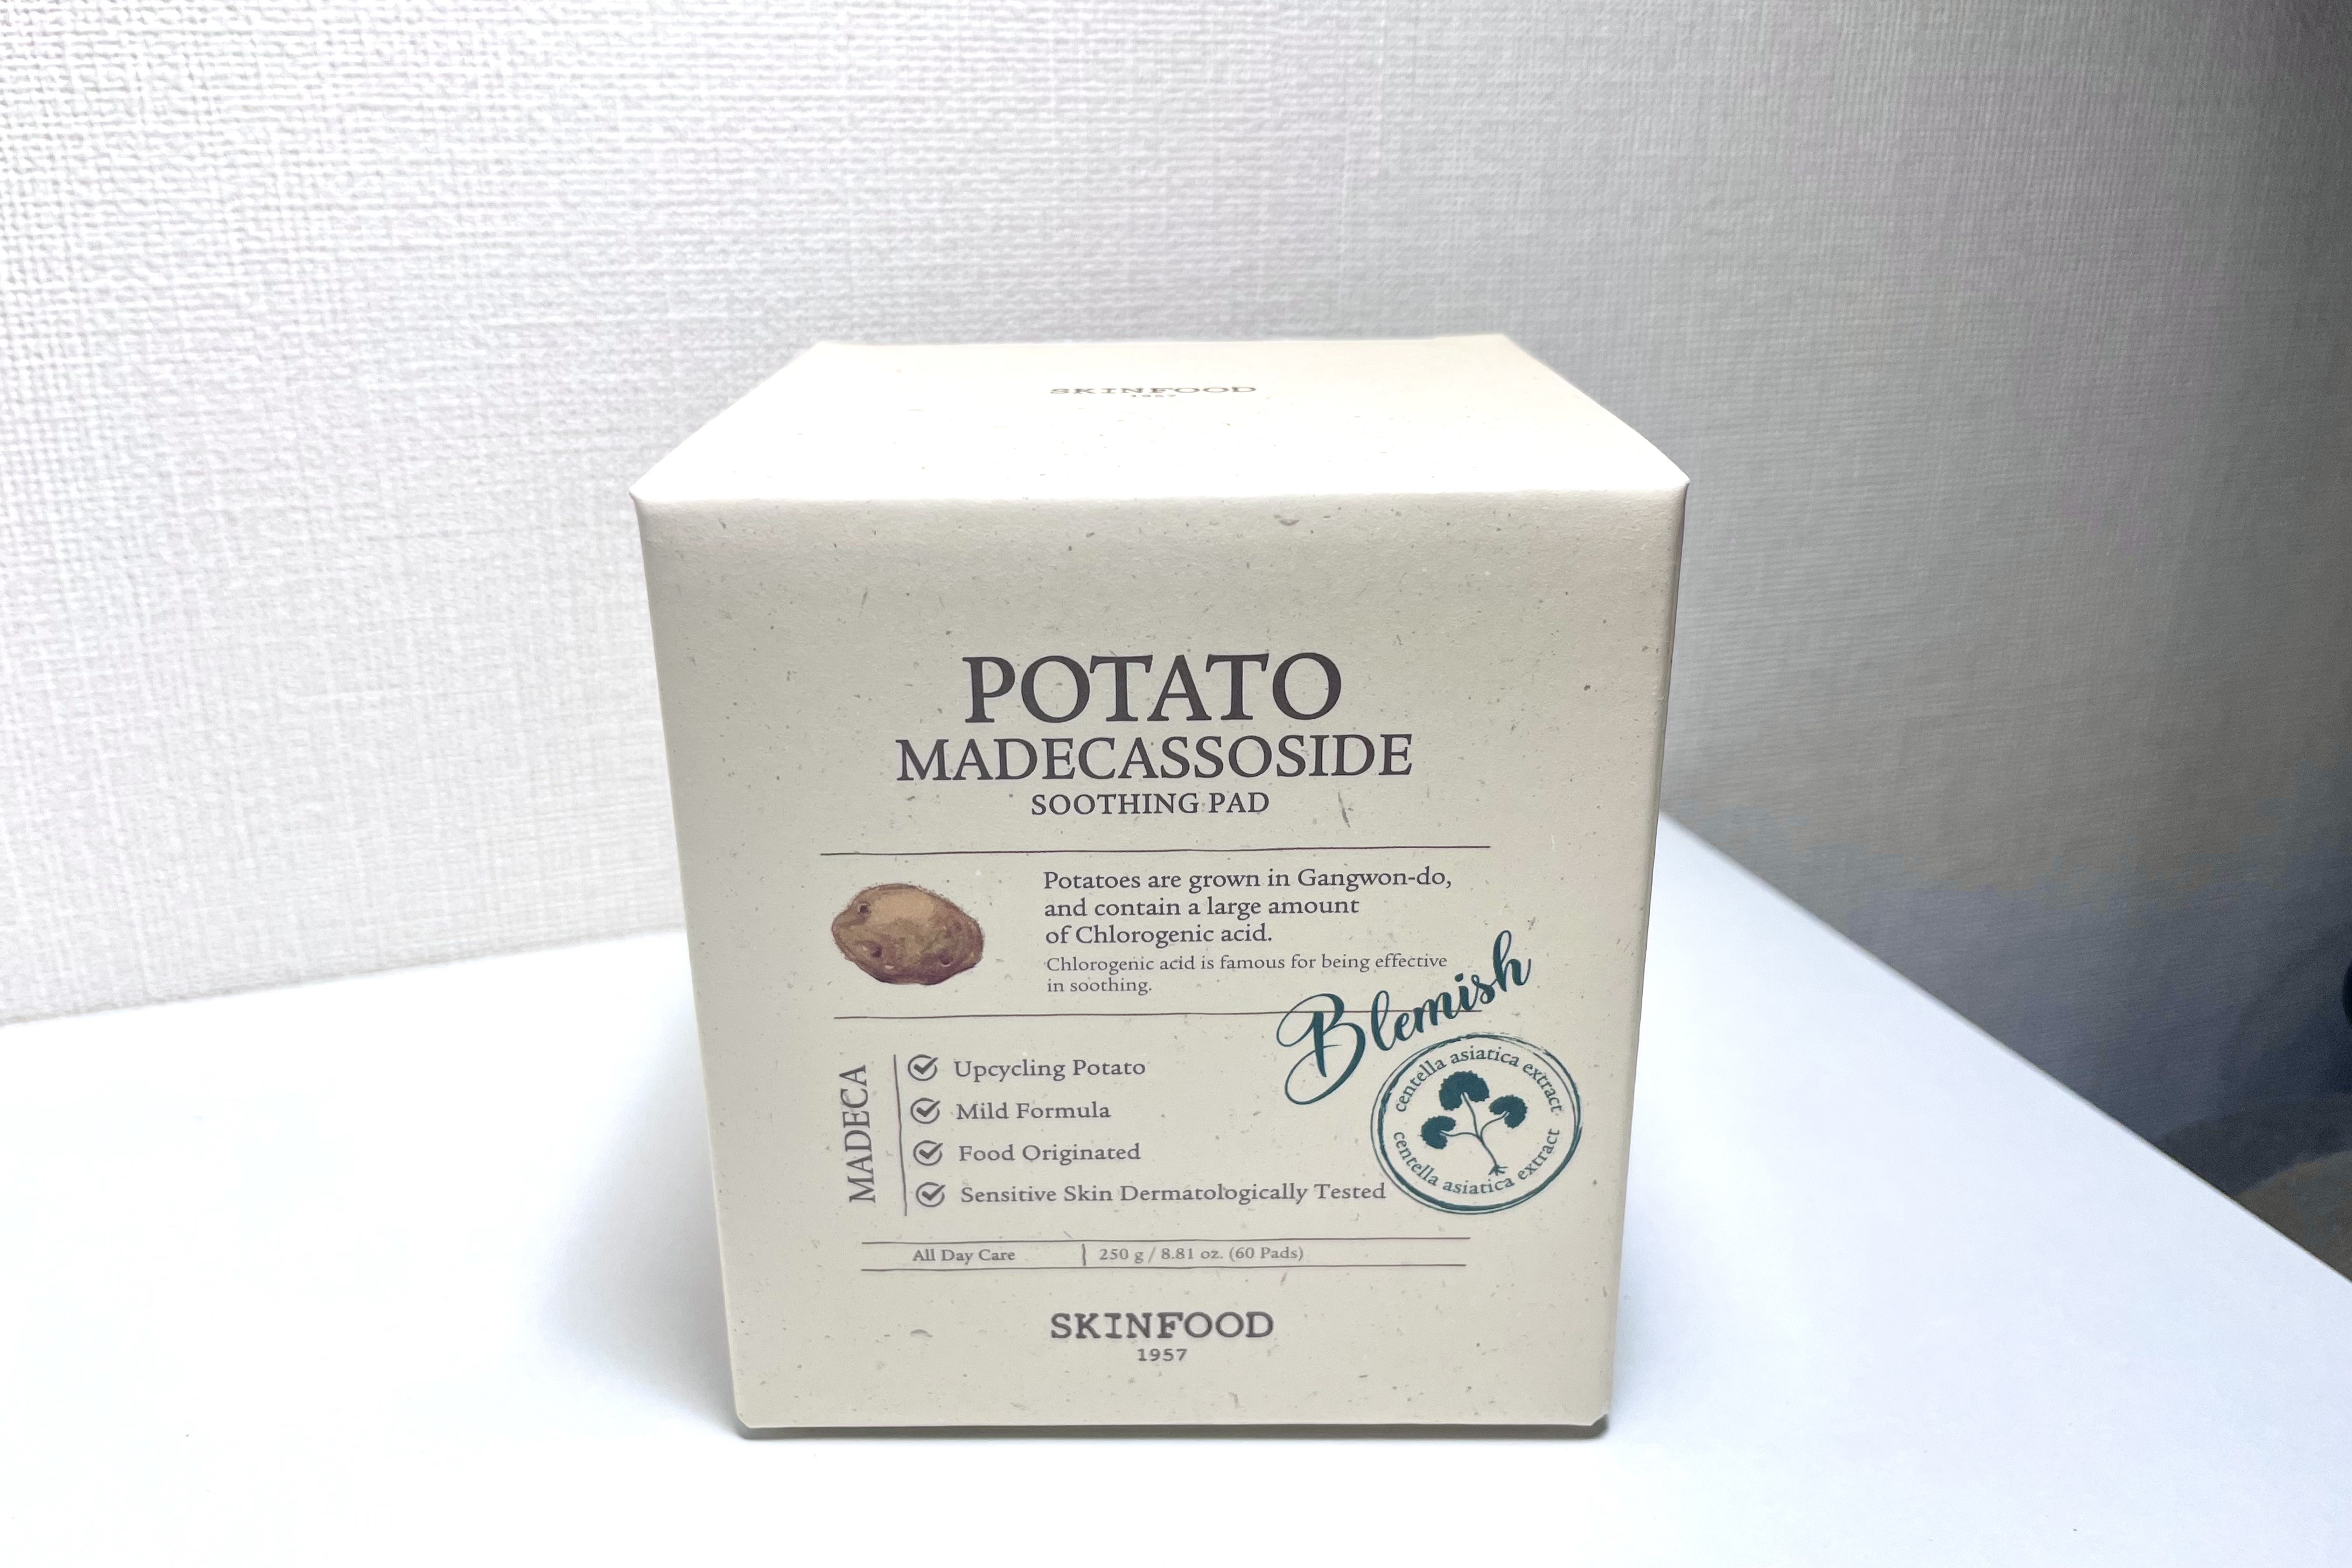 SKINFOOD
1957
POTATO
MADECASSOSIDE
SOOTHING PAD
Potatoes are grown in Gangwon-do,
and contain a large amount
of Chlorogenic acid.
Chlorogenic acid is famous for being effective
in soothing.
Blemish
centella asiatica extract
centella asiatica extract
MADECA
Upcycling Potato
Mild Formula
Food Originated
Sensitive Skin Dermatologically Tested
All Day Care | 250 g / 8.81 oz. (60 Pads)
SKINFOOD
1957